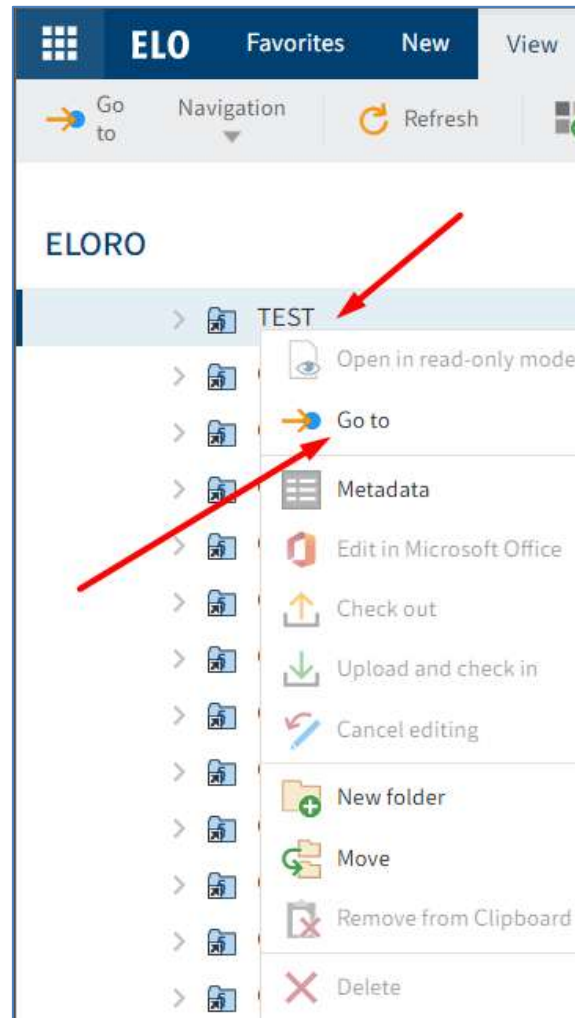 ELO Favorites New View
Go to
Navigation
Refresh
ELORO
TEST
Open in read-only mode
Go to
Metadata
Edit in Microsoft Office
Check out
Upload and check in
Cancel editing
New folder
Move
Remove from Clipboard
Delete